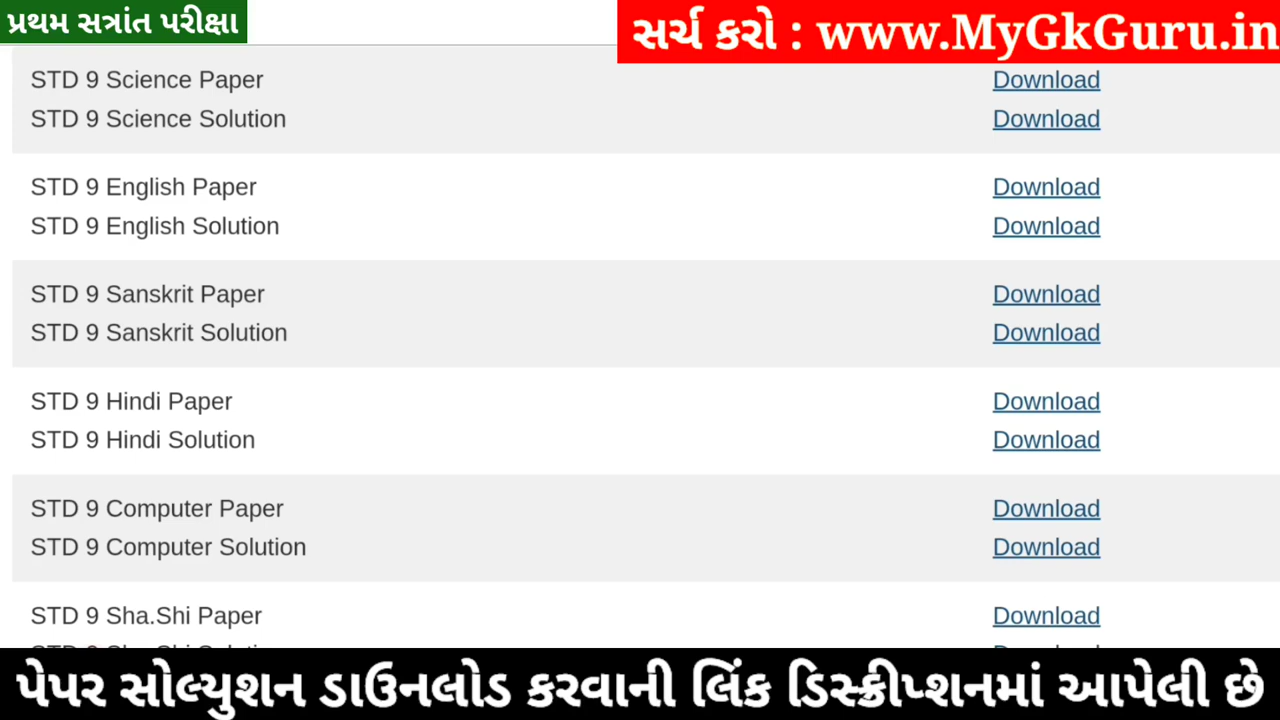 પ્રથમ સત્રાંત પરીક્ષા
સર્ચ કરો : www.MyGkGuru.in
STD 9 Science Paper Download
STD 9 Science Solution Download
STD 9 English Paper Download
STD 9 English Solution Download
STD 9 Sanskrit Paper Download
STD 9 Sanskrit Solution Download
STD 9 Hindi Paper Download
STD 9 Hindi Solution Download
STD 9 Computer Paper Download
STD 9 Computer Solution Download
STD 9 Sha.Shi Paper Download
પેપર સોલ્યુશન ડાઉનલોડ કરવાની લિંક ડિસ્ક્રીપ્શનમાં આપેલી છે